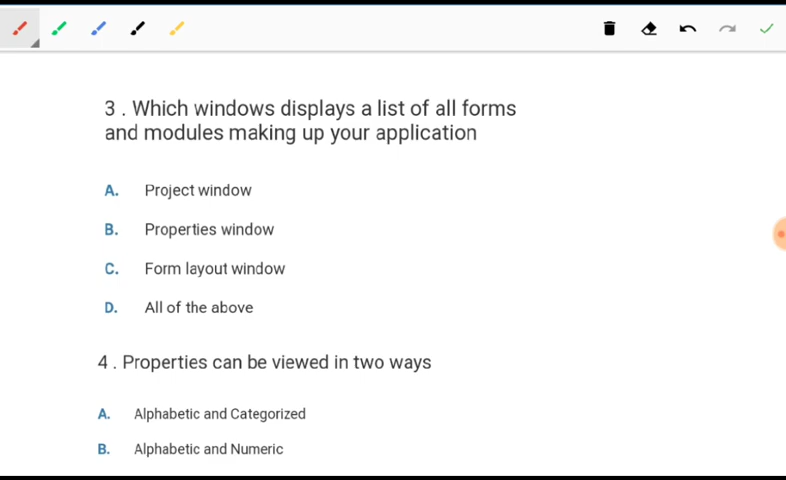 3 . Which windows displays a list of all forms
and modules making up your application
A. Project window
B. Properties window
C. Form layout window
D. All of the above
4 . Properties can be viewed in two ways
A. Alphabetic and Categorized
B. Alphabetic and Numeric